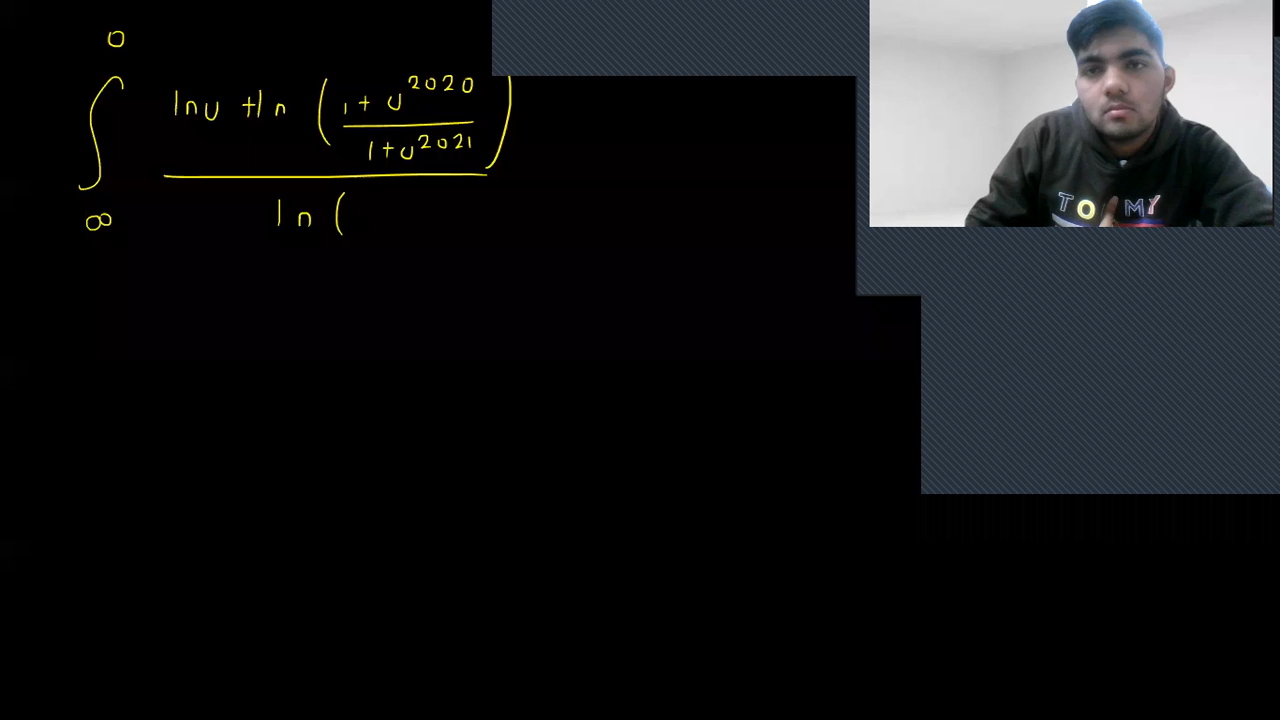 0
∫ ln u + ln ( 1 + u^2020
1 + u^2021 )
∞ ln (
TOMMY